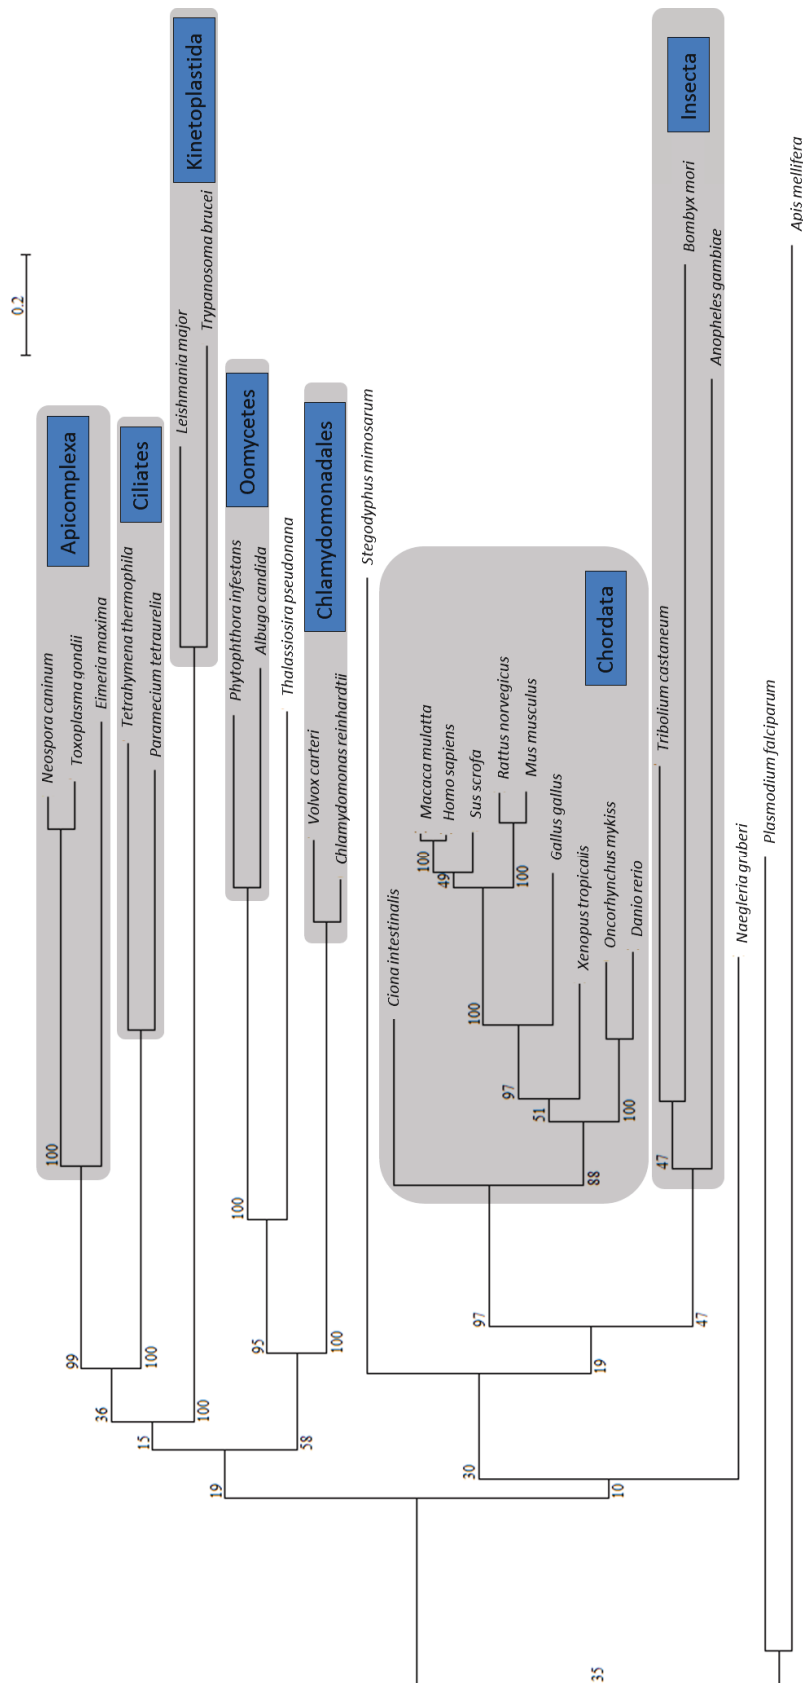 0.2
Apicomplexa
Neospora caninum
Toxoplasma gondii
Eimeria maxima
100
99
Ciliates
Tetrahymena thermophila
Paramecium tetraurelia
100
36
Kinetoplastida
Leishmania major
Trypanosoma brucei
100
15
Oomycetes
Phytophthora infestans
Albugo candida
100
Thalassiosira pseudonana
95
Chlamydomonadales
Volvox carteri
Chlamydomonas reinhardtii
100
58
19
Stegodyphus mimosarum
Chordata
Ciona intestinalis
Macaca mulatta
Homo sapiens
100
Sus scrofa
49
Rattus norvegicus
Mus musculus
100
100
Gallus gallus
97
Xenopus tropicalis
51
Oncorhynchus mykiss
Danio rerio
100
88
97
Insecta
Tribolium castaneum
Bombyx mori
47
Anopheles gambiae
47
19
30
Naegleria gruberi
10
Plasmodium falciparum
Apis mellifera
35